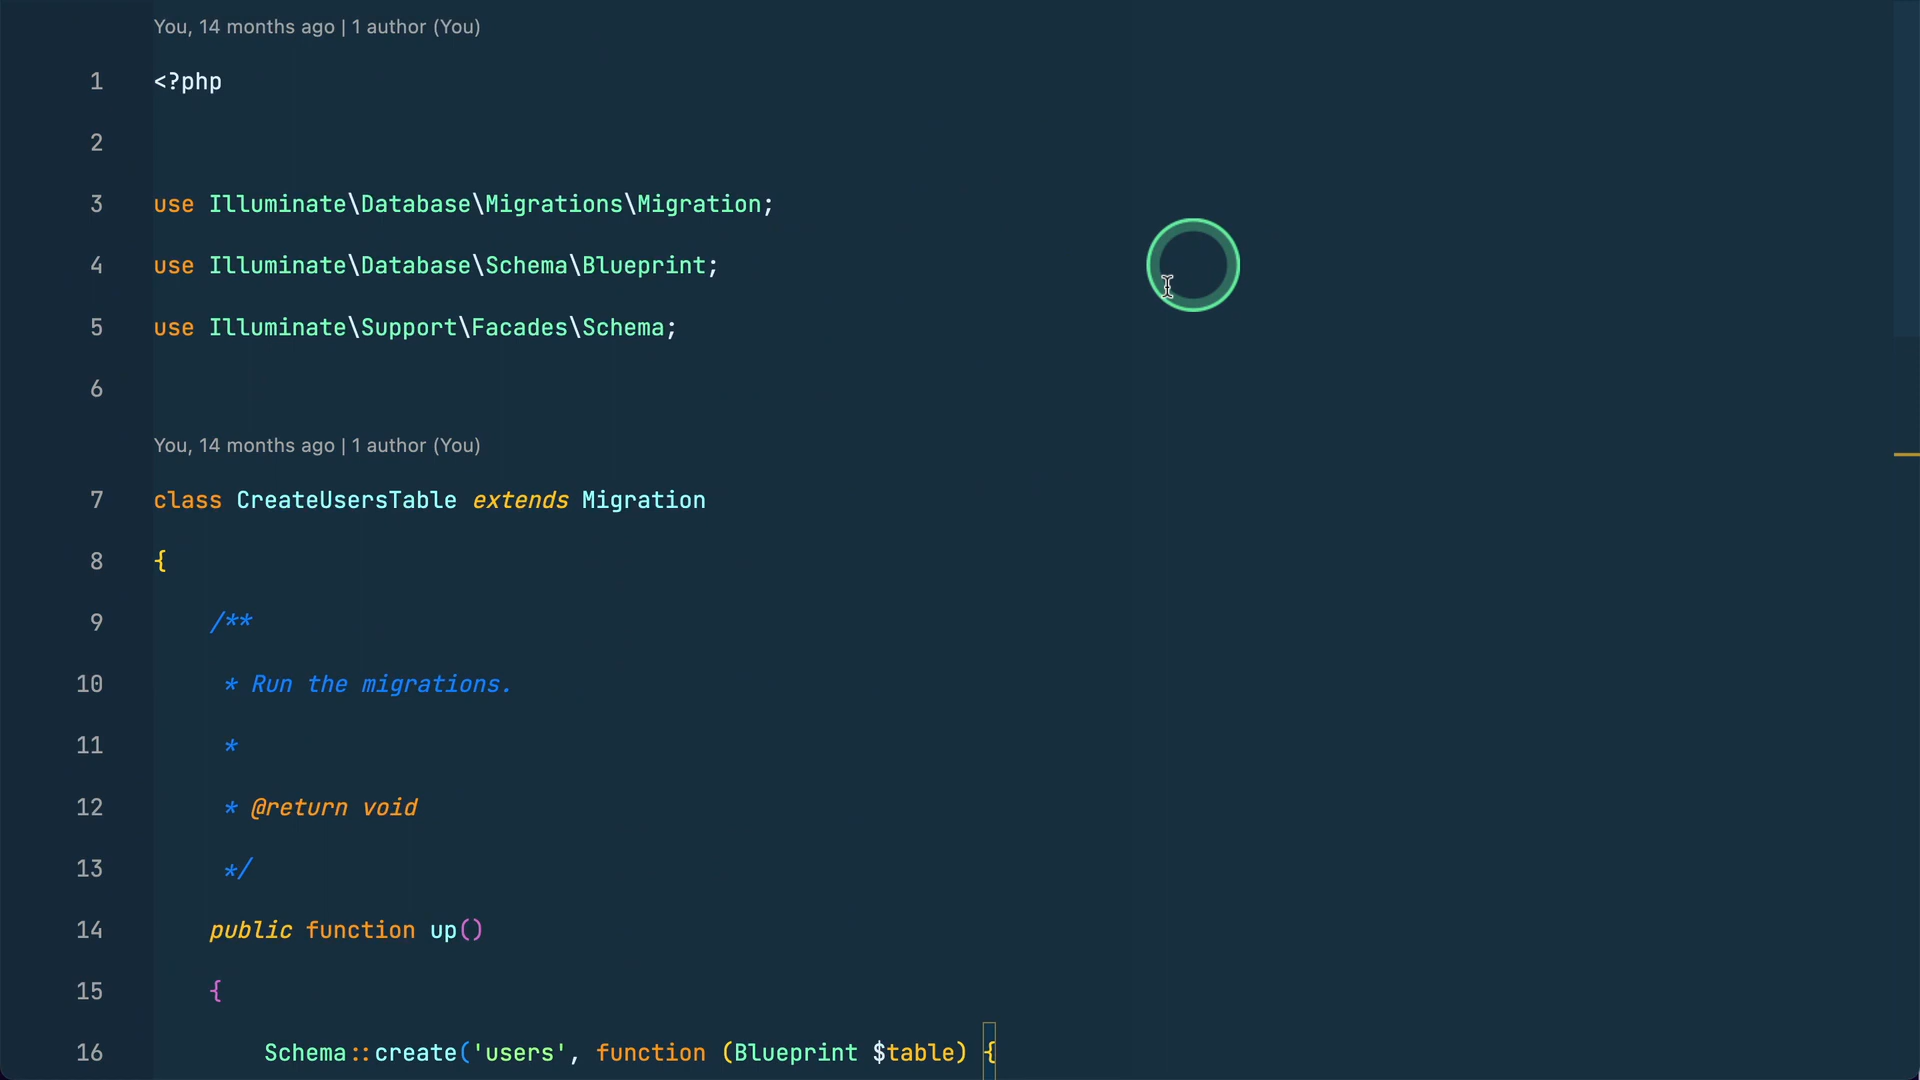 You, 14 months ago | 1 author (You)
1 <?php
2
3 use Illuminate\Database\Migrations\Migration;
4 use Illuminate\Database\Schema\Blueprint;
5 use Illuminate\Support\Facades\Schema;
6
You, 14 months ago | 1 author (You)
7 class CreateUsersTable extends Migration
8 {
9     /**
10      * Run the migrations.
11      *
12      * @return void
13      */
14     public function up()
15     {
16         Schema::create('users', function (Blueprint $table) {